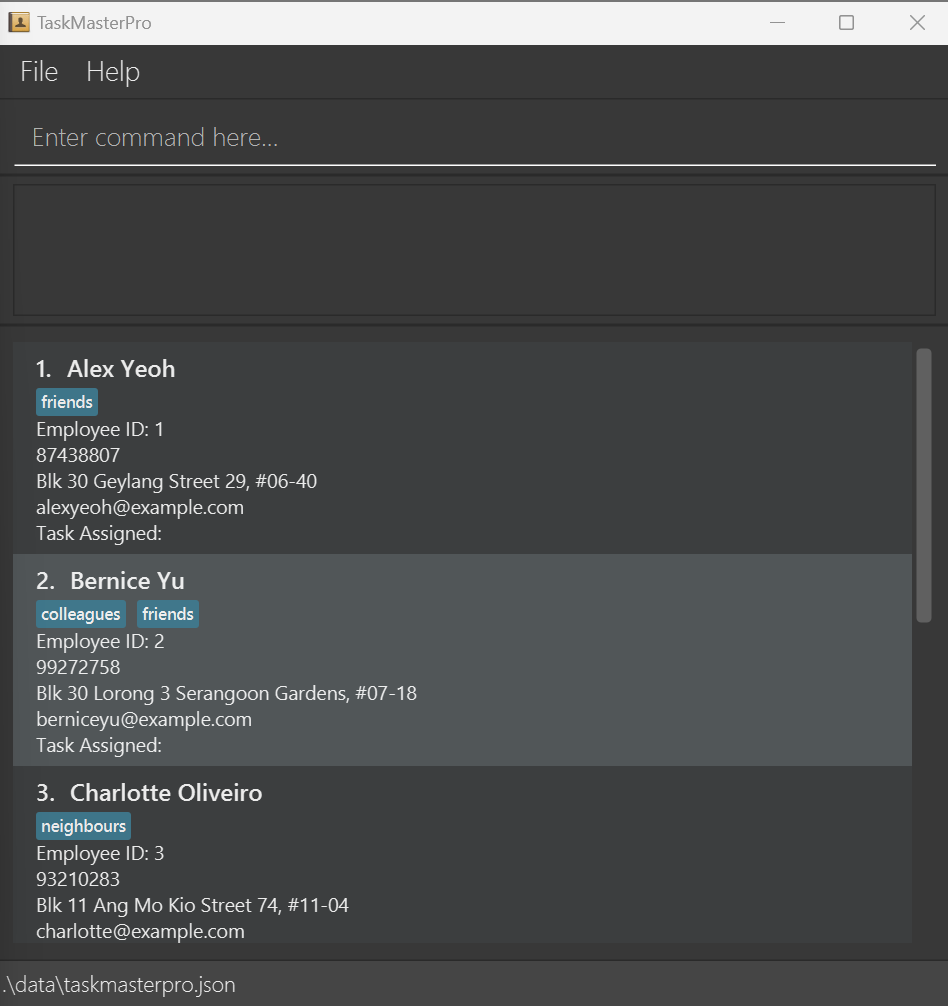 TaskMasterPro
File Help
Enter command here...
1. Alex Yeoh
friends
Employee ID: 1
87438807
Blk 30 Geylang Street 29, #06-40
alexyeoh@example.com
Task Assigned:
2. Bernice Yu
colleagues friends
Employee ID: 2
99272758
Blk 30 Lorong 3 Serangoon Gardens, #07-18
berniceyu@example.com
Task Assigned:
3. Charlotte Oliveiro
neighbours
Employee ID: 3
93210283
Blk 11 Ang Mo Kio Street 74, #11-04
charlotte@example.com
.\data\taskmasterpro.json